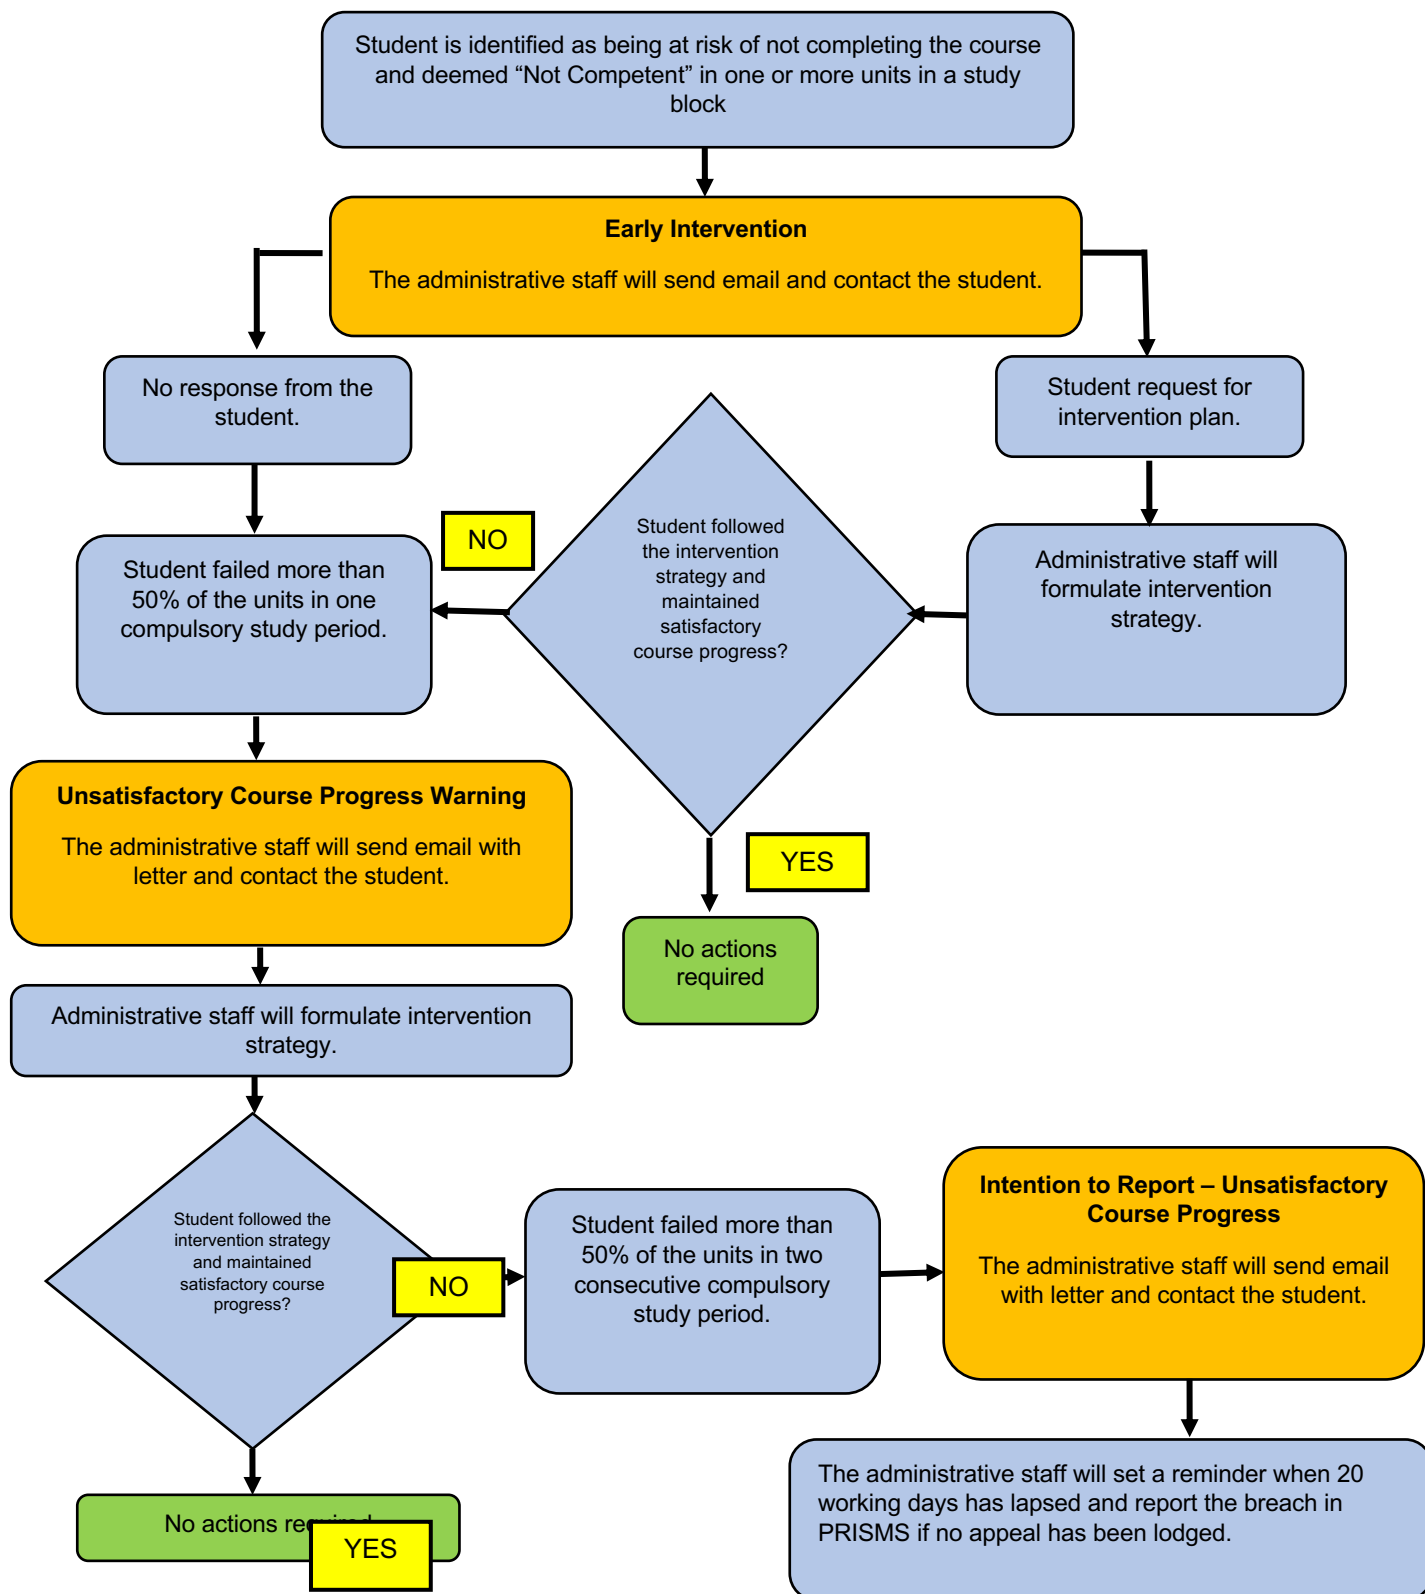 Student is identified as being at risk of not completing the course
and deemed “Not Competent” in one or more units in a study
block
Early Intervention
The administrative staff will send email and contact the student.
No response from the
student.
Student request for
intervention plan.
NO
Student followed
the intervention
strategy and
maintained
satisfactory
course progress?
Administrative staff will
formulate intervention
strategy.
Student failed more than
50% of the units in one
compulsory study period.
Unsatisfactory Course Progress Warning
The administrative staff will send email with
letter and contact the student.
YES
No actions
required
Administrative staff will formulate intervention
strategy.
Student followed the
intervention strategy
and maintained
satisfactory course
progress?
NO
Student failed more than
50% of the units in two
consecutive compulsory
study period.
Intention to Report – Unsatisfactory
Course Progress
The administrative staff will send email
with letter and contact the student.
The administrative staff will set a reminder when 20
working days has lapsed and report the breach in
PRISMS if no appeal has been lodged.
No actions required
YES